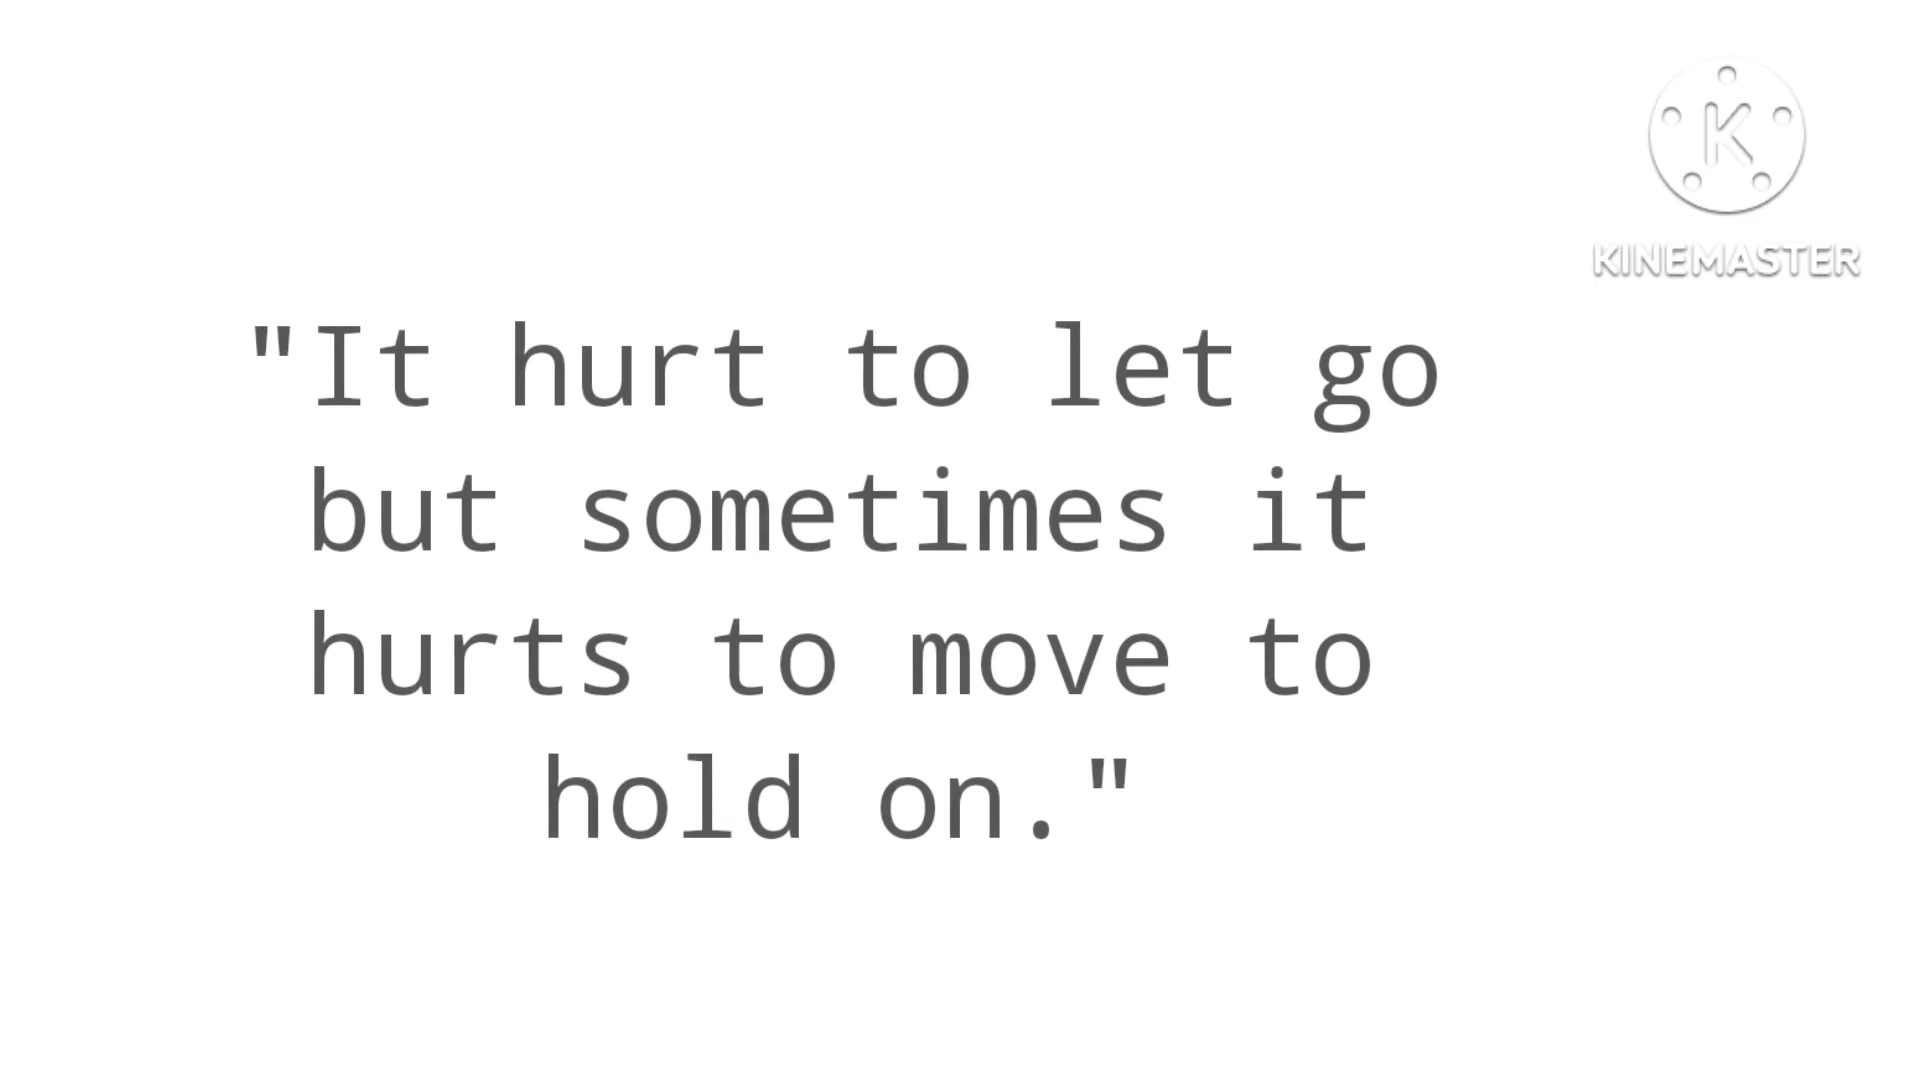 K
KINEMASTER
"It hurt to let go
but sometimes it
hurts to move to
hold on."